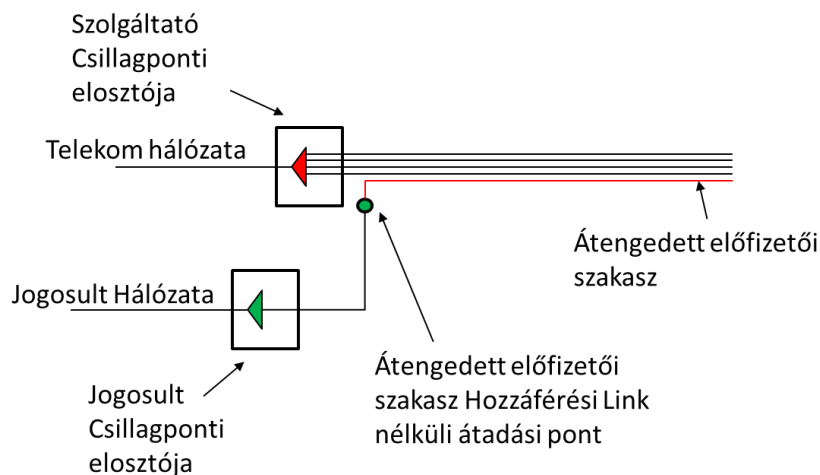 Szolgáltató
Csillagponti
elosztója
Telekom hálózata
Átengedett előfizetői
szakasz
Jogosult Hálózata
Átengedett előfizetői
szakasz Hozzáférési Link
nélküli átadási pont
Jogosult
Csillagponti
elosztója